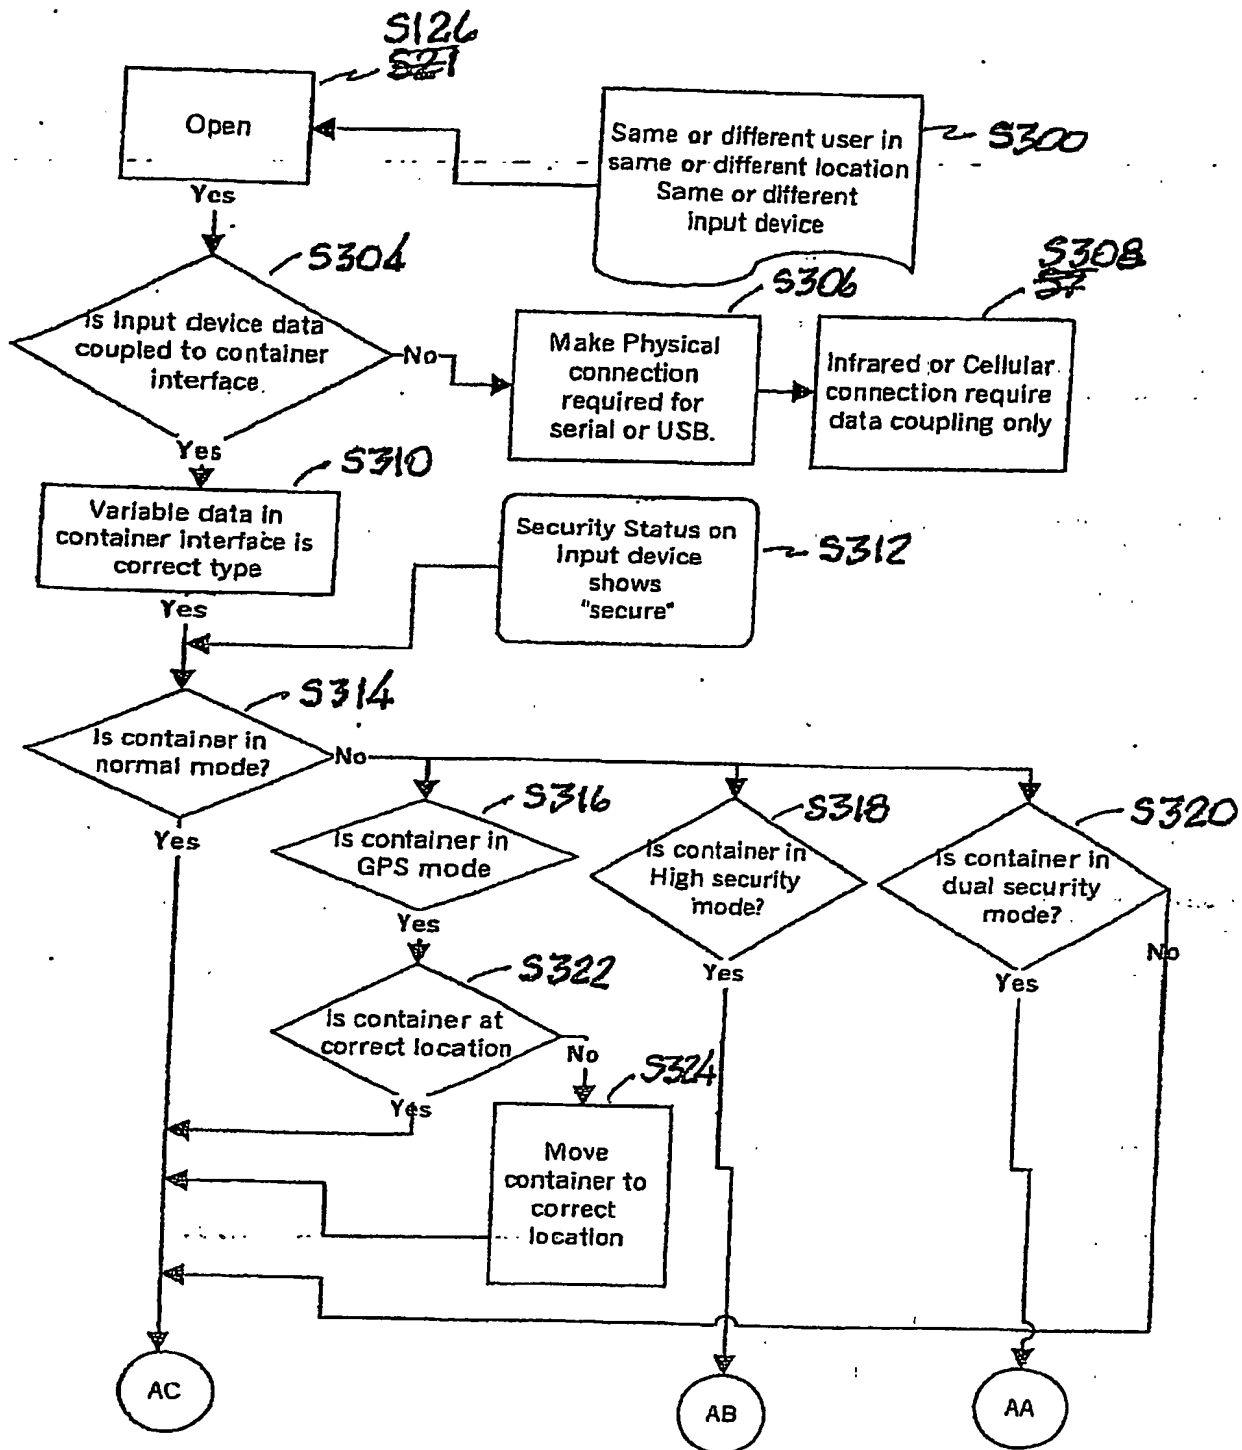 S126
S21
Open
Same or different user in
same or different location
Same or different
input device
S300
Yes
S304
Is input device data
coupled to container
interface.
No
S306
Make Physical
connection
required for
serial or USB.
S308
S7
Infrared or Cellular
connection require
data coupling only
Yes
S310
Variable data in
container interface is
correct type
Security Status on
input device
shows
"secure"
S312
Yes
S314
Is container in
normal mode?
No
Yes
S316
Is container in
GPS mode
S318
Is container in
High security
mode?
S320
Is container in
dual security
mode?
Yes
No
Yes
Yes
S322
Is container at
correct location
No
S324
Yes
Move
container to
correct
location
AC
AB
AA